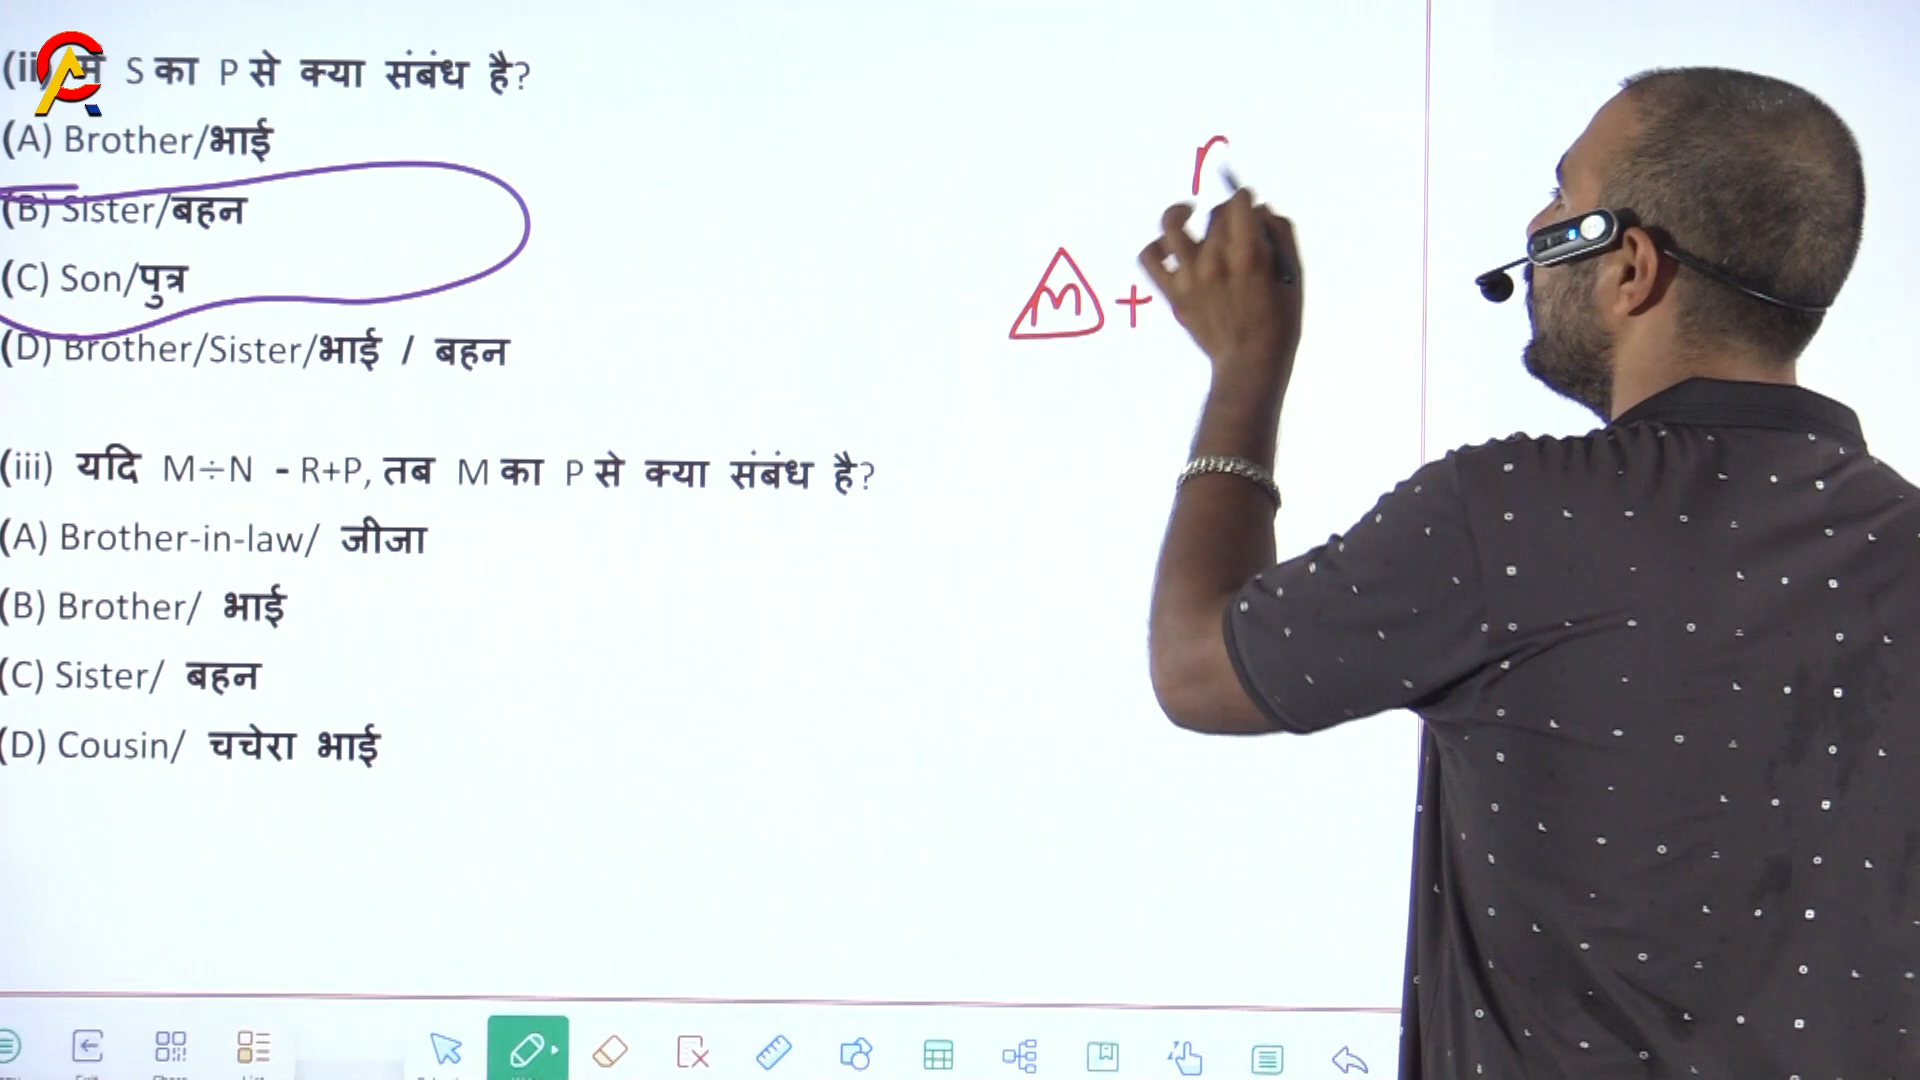 (ii) में S का P से क्या संबंध है?
(A) Brother/भाई
(B) Sister/बहन
(C) Son/पुत्र
(D) Brother/Sister/भाई / बहन
(iii) यदि M÷N - R+P, तब M का P से क्या संबंध है?
(A) Brother-in-law/ जीजा
(B) Brother/ भाई
(C) Sister/ बहन
(D) Cousin/ चचेरा भाई
M +